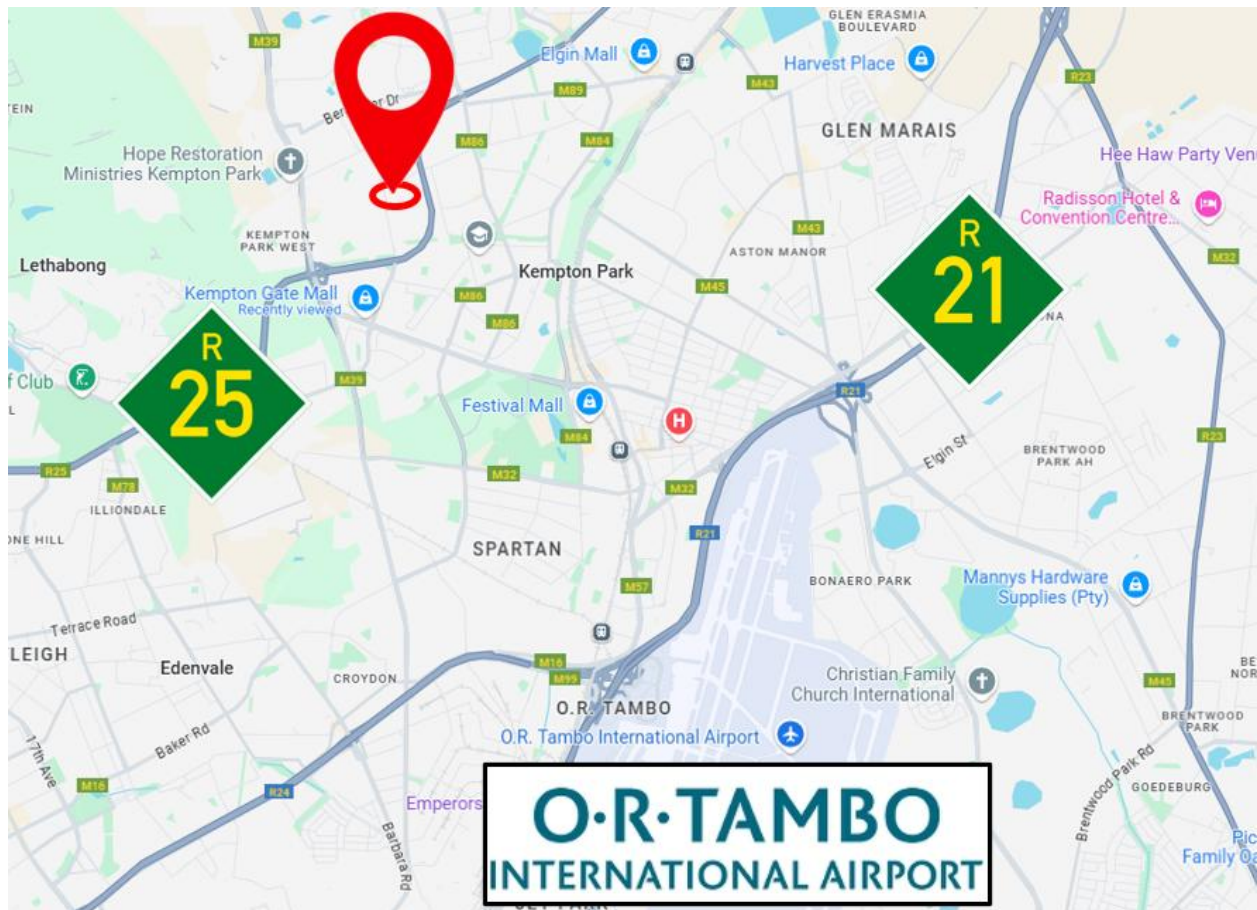 GLEN ERASMIA
BOULEVARD
M39
Elgin Mall
Harvest Place
R23
M43
M89
Hope Restoration
Ministries Kempton Park
M86
M84
GLEN MARAIS
Hee Haw Party
Radisson Hotel &
Convention Centre...
KEMPTON
PARK WEST
M43
R
21
ASTON MANOR
M32
Lethabong
Kempton Park
Kempton Gate Mall
Recently viewed
M86
M45
M86
R
25
Club
M39
Festival Mall
R21
H
M84
R23
Elgin St
BRENTWOOD
PARK AH
R25
M78
M32
M32
ILLIONDALE
SPARTAN
R21
BONAERO PARK
Mannys Hardware
Supplies (Pty)
M57
Terrace Road
Edenvale
CROYDON
M16
M99
Christian Family
Church International
M45
O.R. TAMBO
BRENTWOOD
PARK
O.R. Tambo International Airport
Baker Rd
17th Ave
M16
R24
Emperors
Barbara Rd
Brentwood Park Rd
GOEDEBURG
O·R·TAMBO
INTERNATIONAL AIRPORT
Family